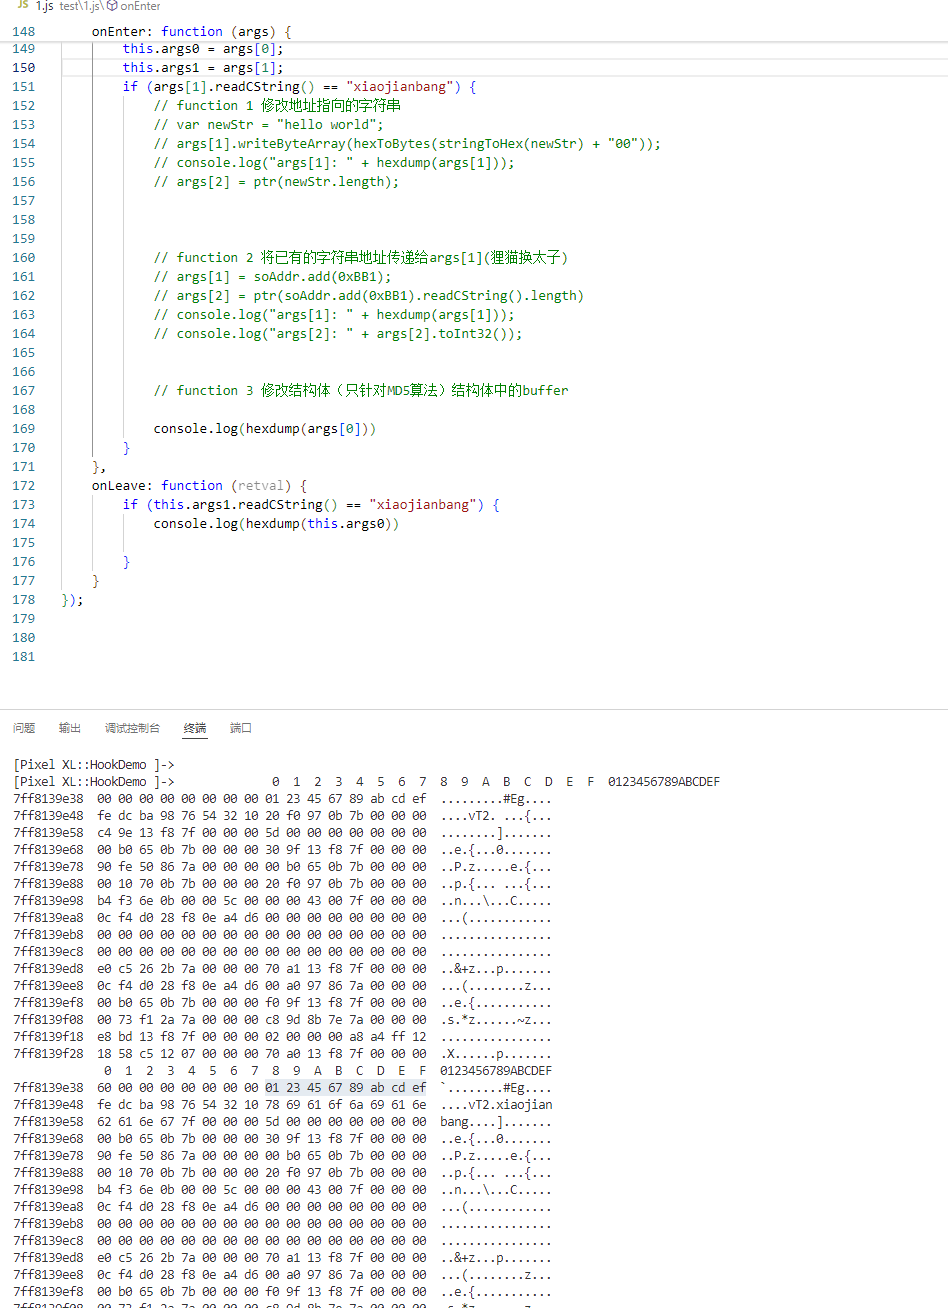 JS 1.js test\1.js\ onEnter
148 onEnter: function (args) {
149 this.args0 = args[0];
150 this.args1 = args[1];
151 if (args[1].readCString() == "xiaojianbang") {
152 // function 1 修改地址指向的字符串
153 // var newStr = "hello world";
154 // args[1].writeByteArray(hexToBytes(stringToHex(newStr) + "00"));
155 // console.log("args[1]: " + hexdump(args[1]));
156 // args[2] = ptr(newStr.length);
157
158
159
160 // function 2 将已有的字符串地址传递给args[1](狸猫换太子)
161 // args[1] = soAddr.add(0xBB1);
162 // args[2] = ptr(soAddr.add(0xBB1).readCString().length)
163 // console.log("args[1]: " + hexdump(args[1]));
164 // console.log("args[2]: " + args[2].toInt32());
165
166
167 // function 3 修改结构体（只针对MD5算法）结构体中的buffer
168
169 console.log(hexdump(args[0]))
170 }
171 },
172 onLeave: function (retval) {
173 if (this.args1.readCString() == "xiaojianbang") {
174 console.log(hexdump(this.args0))
175
176 }
177 }
178 });
179
180
181
问题 输出 调试控制台 终端 端口
[Pixel XL::HookDemo ]->
[Pixel XL::HookDemo ]-> 0 1 2 3 4 5 6 7 8 9 A B C D E F 0123456789ABCDEF
7ff8139e38 00 00 00 00 00 00 00 00 01 23 45 67 89 ab cd ef .........#Eg....
7ff8139e48 fe dc ba 98 76 54 32 10 20 f0 97 0b 7b 00 00 00 ....vT2. ...{...
7ff8139e58 c4 9e 13 f8 7f 00 00 00 5d 00 00 00 00 00 00 00 ........].......
7ff8139e68 00 b0 65 0b 7b 00 00 00 30 9f 13 f8 7f 00 00 00 ..e.{...0.......
7ff8139e78 90 fe 50 86 7a 00 00 00 00 b0 65 0b 7b 00 00 00 ..P.z.....e.{...
7ff8139e88 00 10 70 0b 7b 00 00 00 20 f0 97 0b 7b 00 00 00 ..p.{... ...{...
7ff8139e98 b4 f3 6e 0b 00 00 5c 00 00 00 43 00 7f 00 00 00 ..n...\...C.....
7ff8139ea8 0c f4 d0 28 f8 0e a4 d6 00 00 00 00 00 00 00 00 ...(............
7ff8139eb8 00 00 00 00 00 00 00 00 00 00 00 00 00 00 00 00 ................
7ff8139ec8 00 00 00 00 00 00 00 00 00 00 00 00 00 00 00 00 ................
7ff8139ed8 e0 c5 26 2b 7a 00 00 00 70 a1 13 f8 7f 00 00 00 ..&+z...p.......
7ff8139ee8 0c f4 d0 28 f8 0e a4 d6 00 a0 97 86 7a 00 00 00 ...(........z...
7ff8139ef8 00 b0 65 0b 7b 00 00 00 f0 9f 13 f8 7f 00 00 00 ..e.{...........
7ff8139f08 00 73 f1 2a 7a 00 00 00 c8 9d 8b 7e 7a 00 00 00 .s.*z......~z...
7ff8139f18 e8 bd 13 f8 7f 00 00 00 02 00 00 00 a8 a4 ff 12 ................
7ff8139f28 18 58 c5 12 07 00 00 00 70 a0 13 f8 7f 00 00 00 .X......p.......
0 1 2 3 4 5 6 7 8 9 A B C D E F 0123456789ABCDEF
7ff8139e38 60 00 00 00 00 00 00 00 01 23 45 67 89 ab cd ef `........#Eg....
7ff8139e48 fe dc ba 98 76 54 32 10 78 69 61 6f 6a 69 61 6e ....vT2.xiaojian
7ff8139e58 62 61 6e 67 7f 00 00 00 5d 00 00 00 00 00 00 00 bang....].......
7ff8139e68 00 b0 65 0b 7b 00 00 00 30 9f 13 f8 7f 00 00 00 ..e.{...0.......
7ff8139e78 90 fe 50 86 7a 00 00 00 00 b0 65 0b 7b 00 00 00 ..P.z.....e.{...
7ff8139e88 00 10 70 0b 7b 00 00 00 20 f0 97 0b 7b 00 00 00 ..p.{... ...{...
7ff8139e98 b4 f3 6e 0b 00 00 5c 00 00 00 43 00 7f 00 00 00 ..n...\...C.....
7ff8139ea8 0c f4 d0 28 f8 0e a4 d6 00 00 00 00 00 00 00 00 ...(............
7ff8139eb8 00 00 00 00 00 00 00 00 00 00 00 00 00 00 00 00 ................
7ff8139ec8 00 00 00 00 00 00 00 00 00 00 00 00 00 00 00 00 ................
7ff8139ed8 e0 c5 26 2b 7a 00 00 00 70 a1 13 f8 7f 00 00 00 ..&+z...p.......
7ff8139ee8 0c f4 d0 28 f8 0e a4 d6 00 a0 97 86 7a 00 00 00 ...(........z...
7ff8139ef8 00 b0 65 0b 7b 00 00 00 f0 9f 13 f8 7f 00 00 00 ..e.{...........